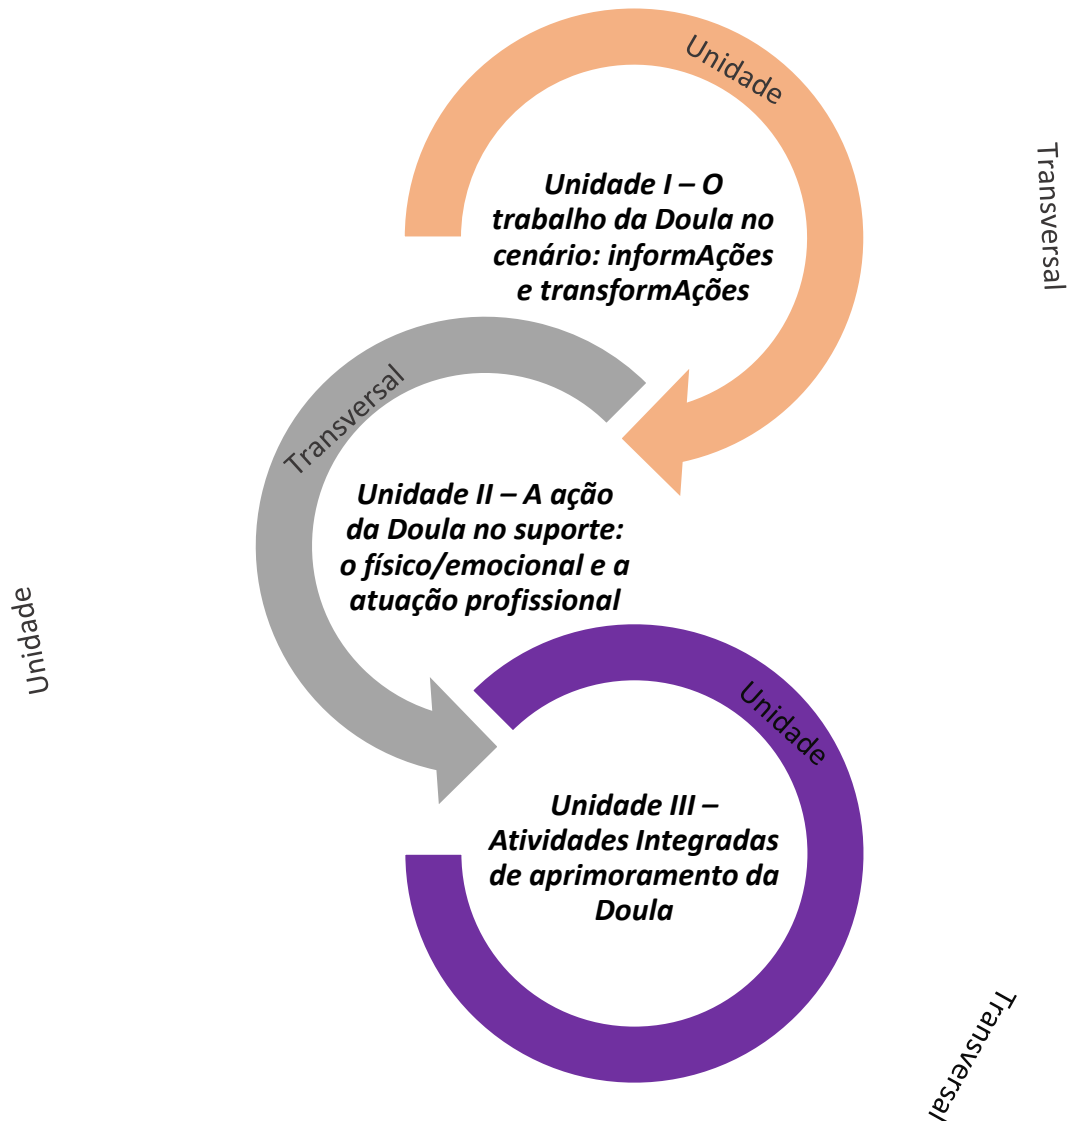 Unidade
Transversal
Unidade I – O
trabalho da Doula no
cenário: informAções
e transformAções
Transversal
Unidade II – A ação
da Doula no suporte:
o físico/emocional e a
atuação profissional
Unidade
Unidade
Unidade III –
Atividades Integradas
de aprimoramento da
Doula
Transversal